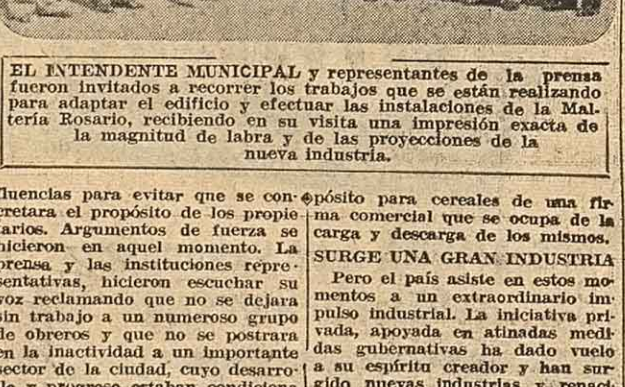 EL INTENDENTE MUNICIPAL y representantes de la prensa
fueron invitados a recorrer los trabajos que se están realizando
para adaptar el edificio y efectuar las instalaciones de la Mal-
tería Rosario, recibiendo en su visita una impresión exacta de
la magnitud de labra y de las proyecciones de la
nueva industria.
fluencias para evitar que se con-
cretara el propósito de los propie
tarios. Argumentos de fuerza se
hicieron en aquel momento. La
prensa y las instituciones repre-
sentativas, hicieron escuchar su
voz reclamando que no se dejara
sin trabajo a un numeroso grupo
de obreros y que no se postrara
en la inactividad a un importante
sector de la ciudad, cuyo desarro-
progreso estaban
pósito para cereales de una fir
ma comercial que se ocupa de la
carga y descarga de los mismos.
SURGE UNA GRAN INDUSTRIA
Pero el país asiste en estos mo
mentos a un extraordinario im
pulso industrial. La iniciativa pri-
vada, apoyada en atinadas medi
das gubernativas ha dado vuelo
a su espíritu creador y han sur
gido nuevas industrias y